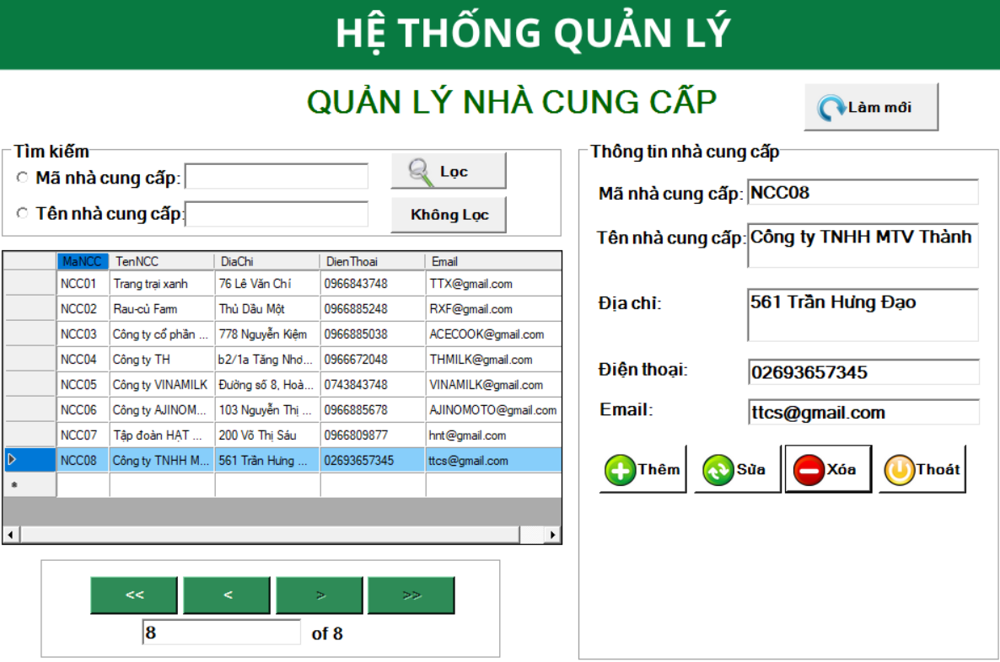 HỆ THỐNG QUẢN LÝ
QUẢN LÝ NHÀ CUNG CẤP
Làm mới
Tìm kiếm
Mã nhà cung cấp:
Lọc
Tên nhà cung cấp:
Không Lọc
MaNCC TenNCC DiaChi DienThoai Email
NCC01 Trang trại xanh 76 Lê Văn Chí 0966843748 TTX@gmail.com
NCC02 Rau-củ Farm Thủ Dầu Một 0966885248 RXF@gmail.com
NCC03 Công ty cổ phần ... 778 Nguyễn Kiệm 0966885038 ACECOOK@gmail.com
NCC04 Công ty TH b2/1a Tăng Nhơ... 0966672048 THMILK@gmail.com
NCC05 Công ty VINAMILK Đường số 8, Hoà... 0743843748 VINAMILK@gmail.com
NCC06 Công ty AJINOM... 103 Nguyễn Thị ... 0966885678 AJINOMOTO@gmail.com
NCC07 Tập đoàn HẠT ... 200 Võ Thị Sáu 0966809877 hnt@gmail.com
NCC08 Công ty TNHH M... 561 Trần Hưng ... 02693657345 ttcs@gmail.com
<< < > >>
8 of 8
Thông tin nhà cung cấp
Mã nhà cung cấp: NCC08
Tên nhà cung cấp: Công ty TNHH MTV Thành
Địa chỉ: 561 Trần Hưng Đạo
Điện thoại: 02693657345
Email: ttcs@gmail.com
Thêm Sửa Xóa Thoát